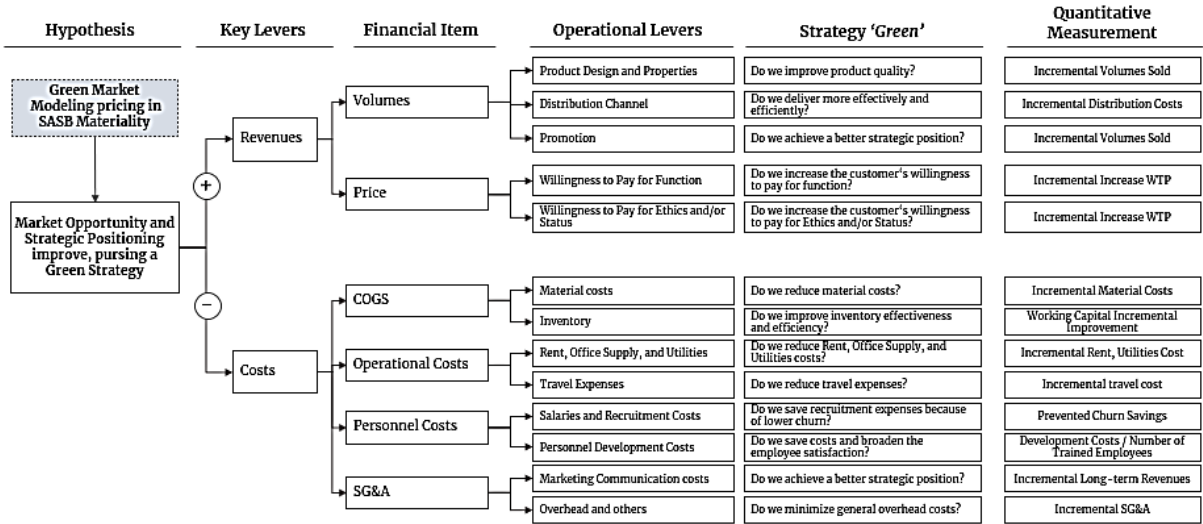 Hypothesis
Key Levers
Financial Item
Operational Levers
Strategy ‘Green’
Quantitative
Measurement
Green Market
Modeling pricing in
SASB Materiality
Market Opportunity and
Strategic Positioning
improve, pursing a
Green Strategy
+
−
Revenues
Costs
Volumes
Price
COGS
Operational Costs
Personnel Costs
SG&A
Product Design and Properties
Do we improve product quality?
Incremental Volumes Sold
Distribution Channel
Do we deliver more effectively and
efficiently?
Incremental Distribution Costs
Promotion
Do we achieve a better strategic position?
Incremental Volumes Sold
Willingness to Pay for Function
Do we increase the customer's willingness
to pay for function?
Incremental Increase WTP
Willingness to Pay for Ethics and/or
Status
Do we increase the customer's willingness
to pay for Ethics and/or Status?
Incremental Increase WTP
Material costs
Do we reduce material costs?
Incremental Material Costs
Inventory
Do we improve inventory effectiveness
and efficiency?
Working Capital Incremental
Improvement
Rent, Office Supply, and Utilities
Do we reduce Rent, Office Supply, and
Utilities costs?
Incremental Rent, Utilities Cost
Travel Expenses
Do we reduce travel expenses?
Incremental travel cost
Salaries and Recruitment Costs
Do we save recruitment expenses because
of lower churn?
Prevented Churn Savings
Personnel Development Costs
Do we save costs and broaden the
employee satisfaction?
Development Costs / Number of
Trained Employees
Marketing Communication costs
Do we achieve a better strategic position?
Incremental Long-term Revenues
Overhead and others
Do we minimize general overhead costs?
Incremental SG&A